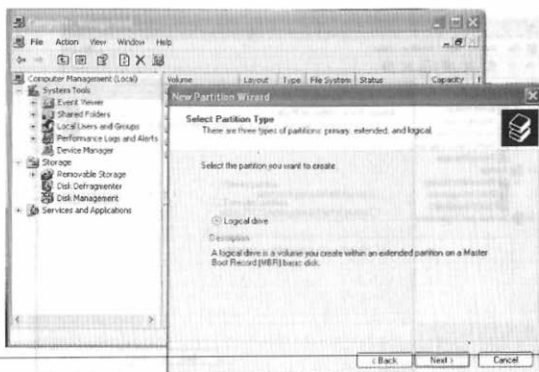 Computer Management
File Action View Window Help
Computer Management (Local)
System Tools
Event Viewer
Shared Folders
Local Users and Groups
Performance Logs and Alerts
Device Manager
Storage
Removable Storage
Disk Defragmenter
Disk Management
Services and Applications
Volume Layout Type File System Status Capacity
New Partition Wizard
Select Partition Type
There are three types of partitions: primary, extended, and logical.
Select the partition you want to create:
Logical drive
Description
A logical drive is a volume you create within an extended partition on a Master
Boot Record (MBR) basic disk.
< Back Next > Cancel